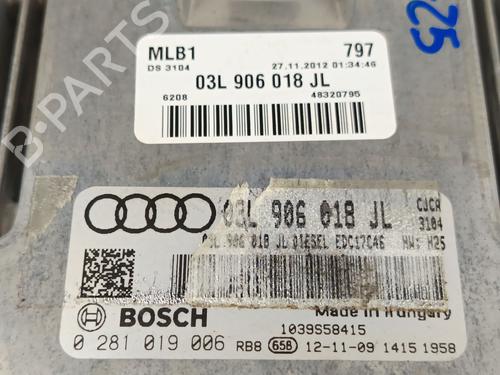 MLB1 797
DS 3104 27.11.2012 01:34:46
03L 906 018 JL
6208 48320795
03L 906 018 JL CJCA
3104
03L 906 018 JL DIESEL EDC17C46 HW: H25
BOSCH Made in Hungary
1039S58415
0 281 019 006 RB8 658 12-11-09 1415 1958